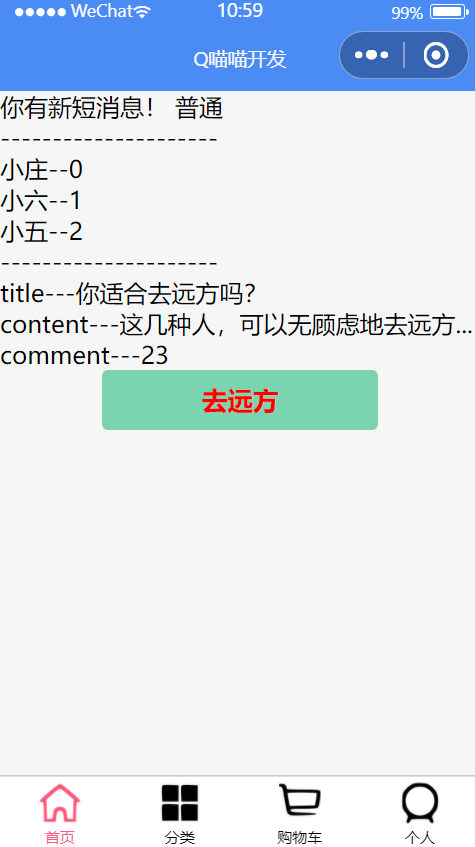 WeChat 10:59 99%
Q喵喵开发
你有新短消息！ 普通
---------------------
小庄--0
小六--1
小五--2
---------------------
title---你适合去远方吗?
content---这几种人，可以无顾虑地去远方...
comment---23
去远方
首页 分类 购物车 个人